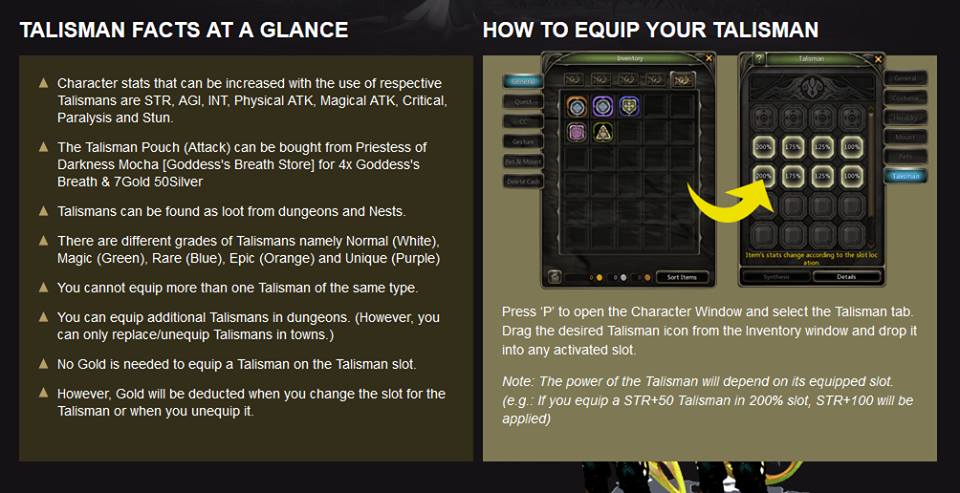 TALISMAN FACTS AT A GLANCE
Character stats that can be increased with the use of respective
Talismans are STR, AGI, INT, Physical ATK, Magical ATK, Critical,
Paralysis and Stun.
The Talisman Pouch (Attack) can be bought from Priestess of
Darkness Mocha [Goddess's Breath Store] for 4x Goddess's
Breath & 7Gold 50Silver
Talismans can be found as loot from dungeons and Nests.
There are different grades of Talismans namely Normal (White),
Magic (Green), Rare (Blue), Epic (Orange) and Unique (Purple)
You cannot equip more than one Talisman of the same type.
You can equip additional Talismans in dungeons. (However, you
can only replace/unequip Talismans in towns.)
No Gold is needed to equip a Talisman on the Talisman slot.
However, Gold will be deducted when you change the slot for the
Talisman or when you unequip it.
HOW TO EQUIP YOUR TALISMAN
Inventory
General
Quest
CC
Gesture
Pet & Mount
Delete Cash
0 0 0 Sort Items
? Talisman
General
Costume
Heraldry
Mount
Pets
Talisman
200% 175% 125% 100%
200% 175% 125% 100%
Item's stats change according to the slot loc
ation.
Synthesis Details
Press 'P' to open the Character Window and select the Talisman tab.
Drag the desired Talisman icon from the Inventory window and drop it
into any activated slot.
Note: The power of the Talisman will depend on its equipped slot.
(e.g.: If you equip a STR+50 Talisman in 200% slot, STR+100 will be
applied)